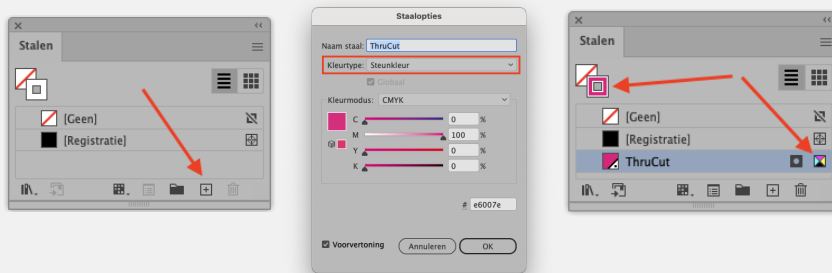 Stalen
[Geen]
[Registratie]
Staalopties
Naam staal: ThruCut
Kleurtype: Steunkleur
Globaal
Kleurmodus: CMYK
C 0 %
M 100 %
Y 0 %
K 0 %
# e6007e
Voorvertoning
Annuleren
OK
Stalen
[Geen]
[Registratie]
ThruCut